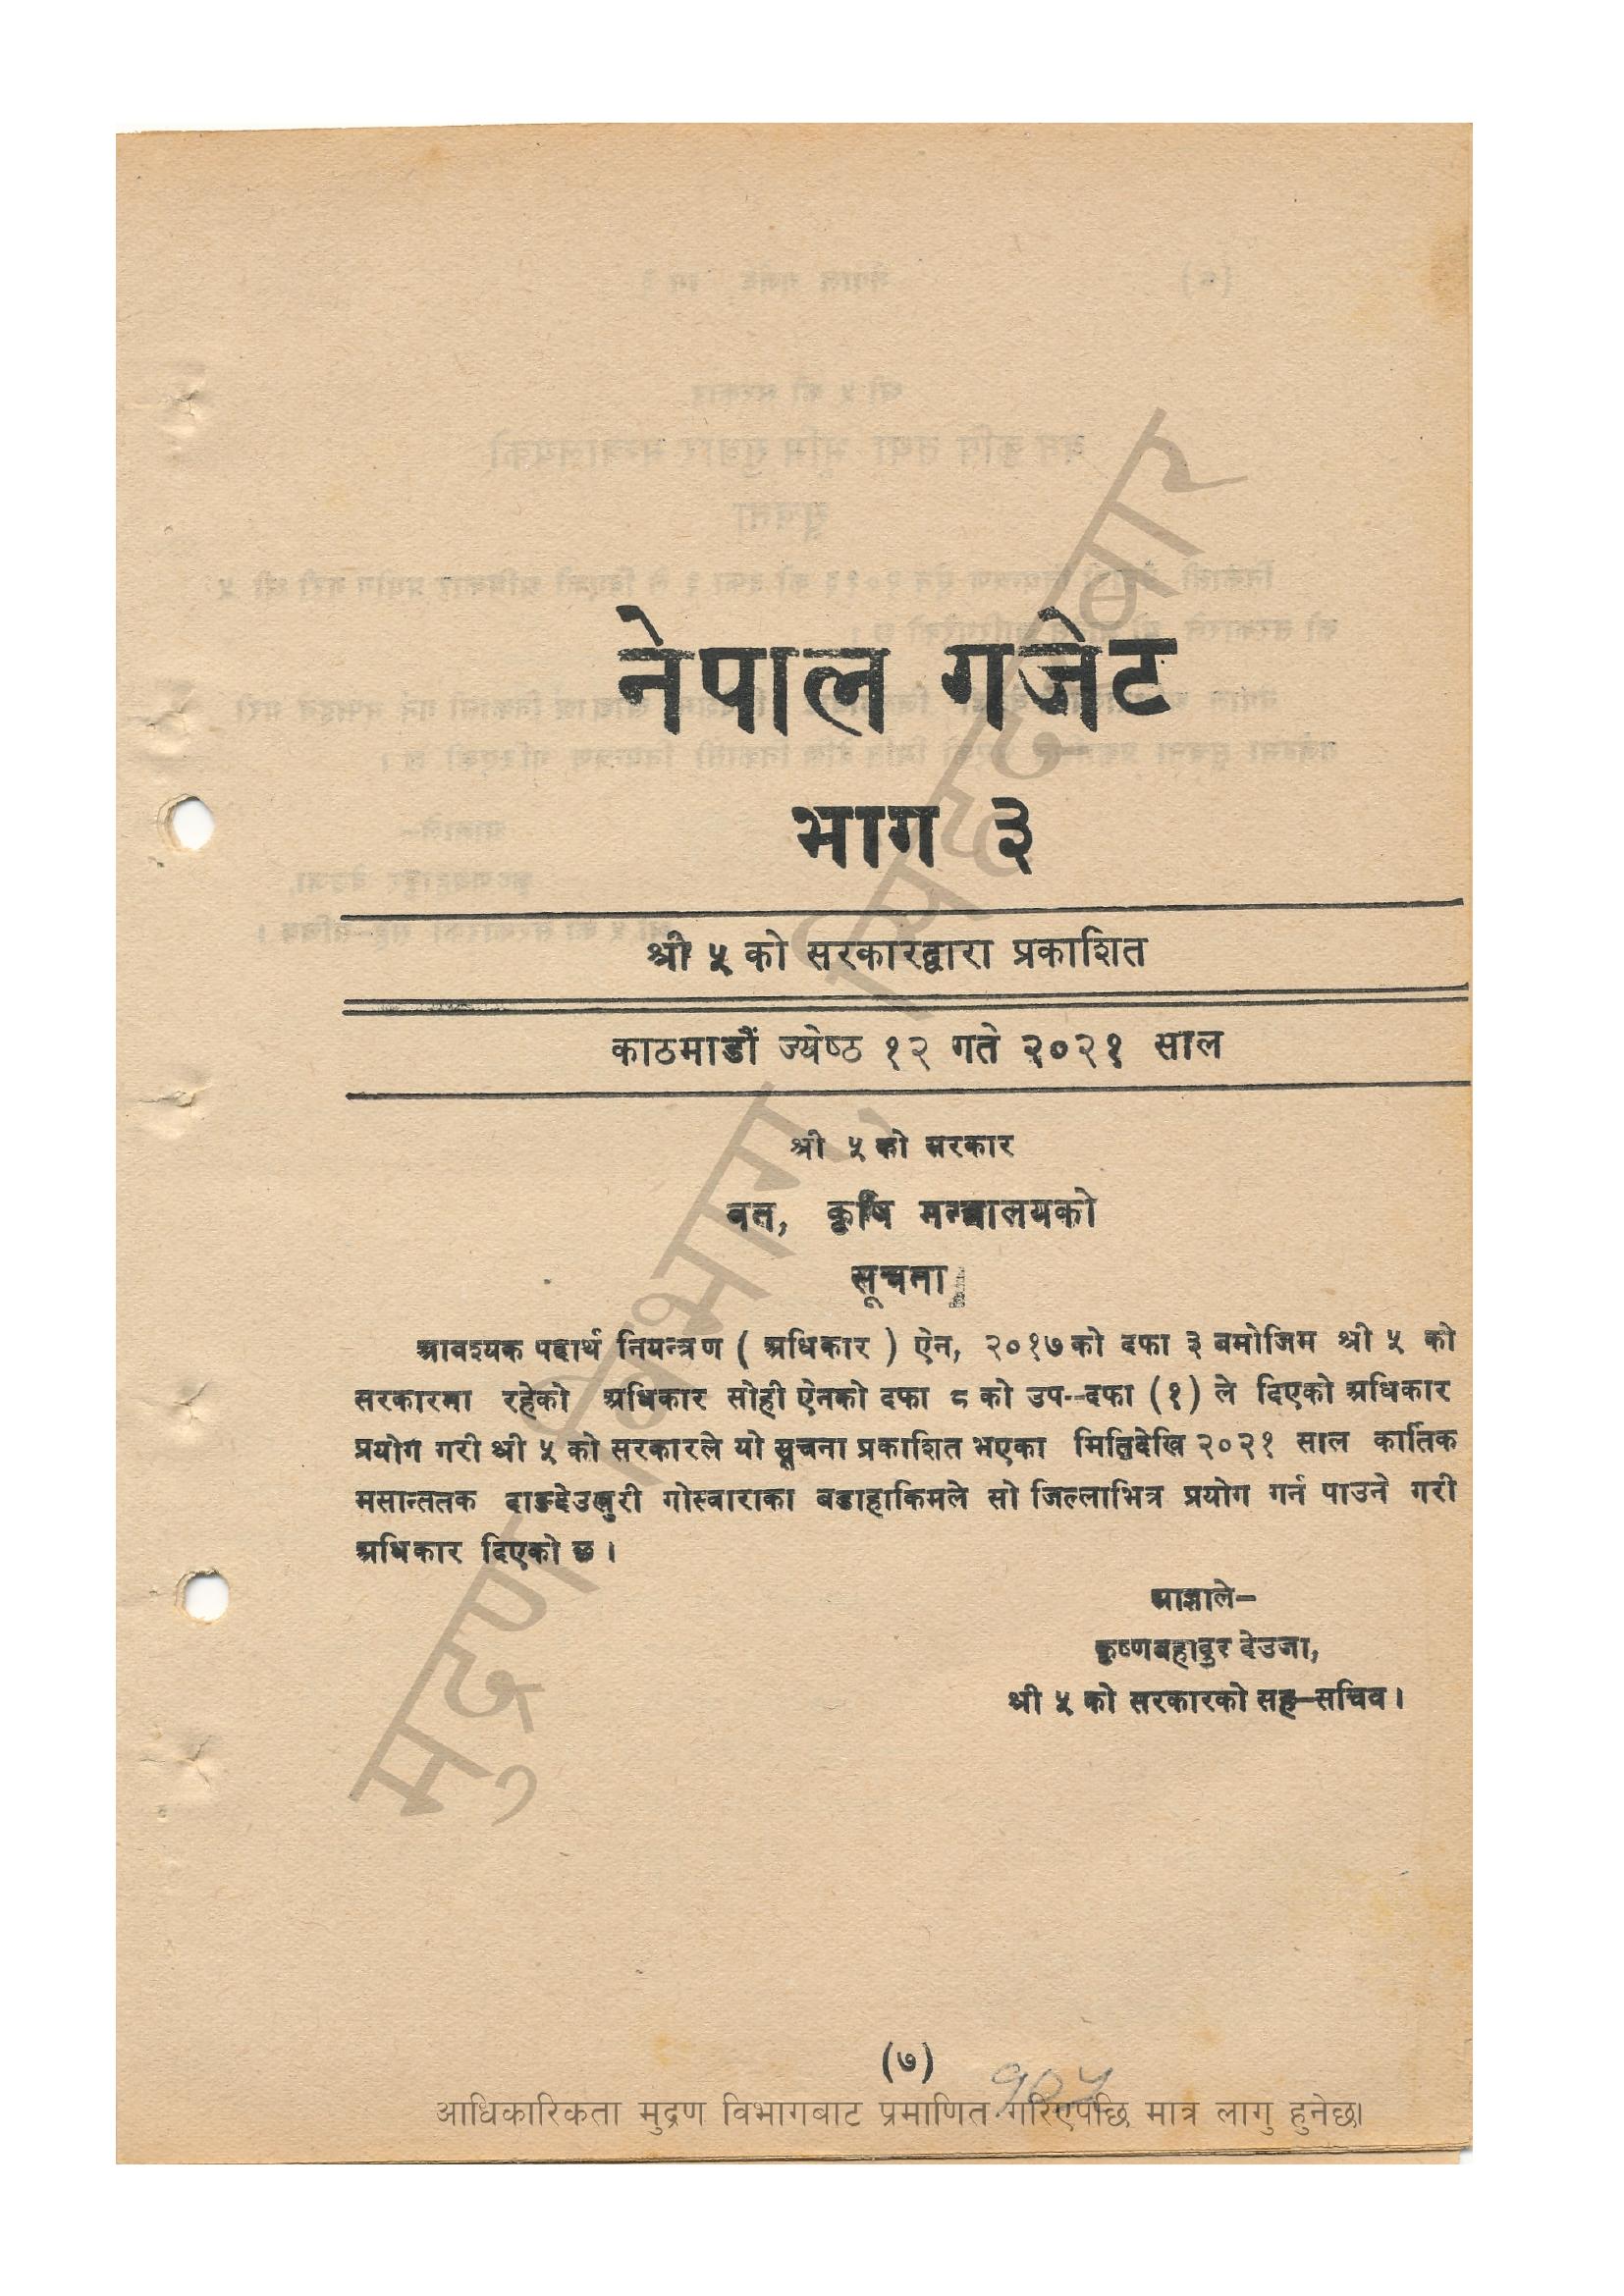 नेपाल गजेट
भाग ३
श्री ५ को सरकारद्वारा प्रकाशित
काठमाडौं ज्येष्ठ १२ गते २०२१ साल
श्री ५ को सरकार
वन, कृषि मन्त्रालयको
सूचना
आवश्यक पदार्थ नियन्त्रण ( अधिकार ) ऐन, २०१७ को दफा ३ बमोजिम श्री ५ को
सरकारमा रहेको अधिकार सोही ऐनको दफा ८ को उप-दफा (१) ले दिएको अधिकार
प्रयोग गरी श्री ५ को सरकारले यो सूचना प्रकाशित भएका मितिदेखि २०२१ साल कार्तिक
मसान्ततक दाङदेउखुरी गोस्वाराका बडाहाकिमले सो जिल्लाभित्र प्रयोग गर्न पाउने गरी
अधिकार दिएको छ ।
आज्ञाले–
कृष्णबहादुर देउजा,
श्री ५ को सरकारको सह–सचिव ।
(७)
१०५
आधिकारिकता मुद्रण विभागबाट प्रमाणित गरिएपछि मात्र लागु हुनेछ।
मुद्रण विभाग, सिंहदरबार